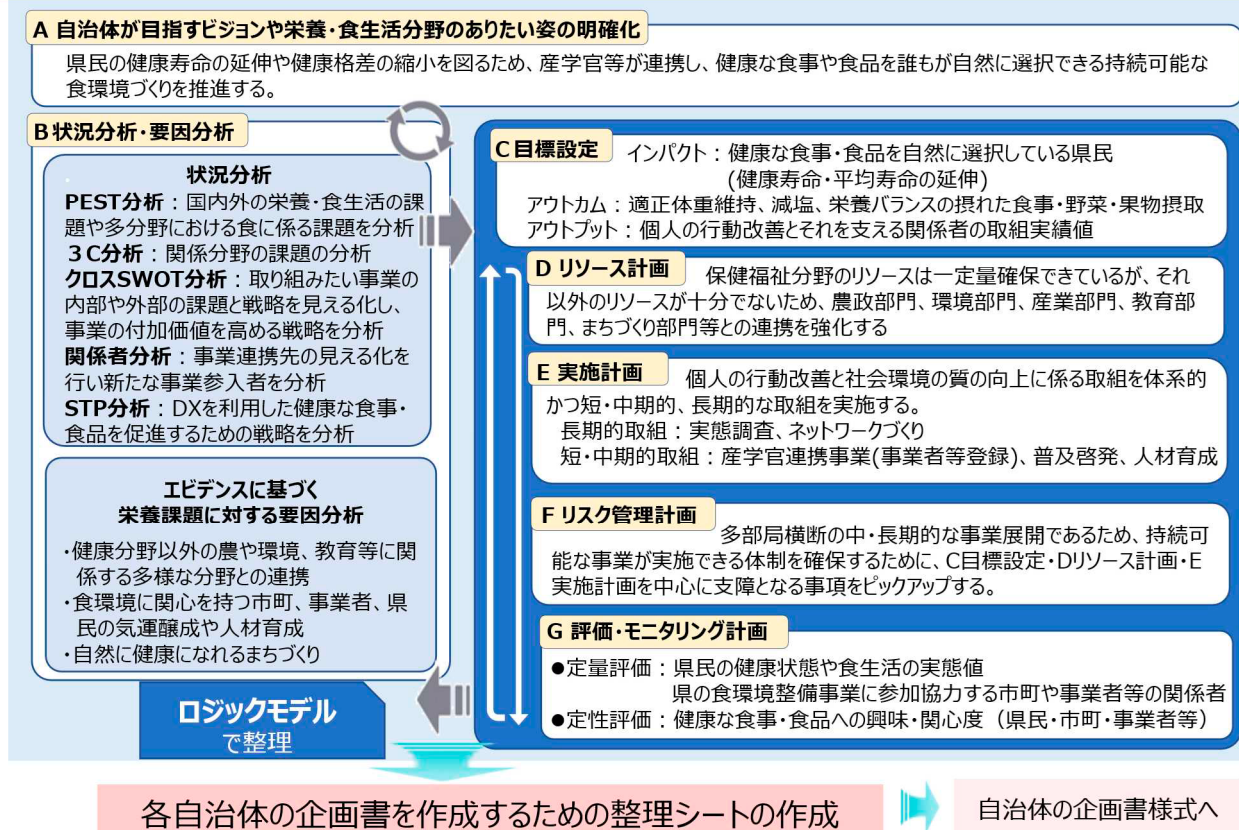 A 自治体が目指すビジョンや栄養・食生活分野のありたい姿の明確化
県民の健康寿命の延伸や健康格差の縮小を図るため、産学官等が連携し、健康な食事や食品を誰もが自然に選択できる持続可能な
食環境づくりを推進する。
B状況分析・要因分析
状況分析
PEST分析：国内外の栄養・食生活の課
題や多分野における食に係る課題を分析
３C分析：関係分野の課題の分析
クロスSWOT分析：取り組みたい事業の
内部や外部の課題と戦略を見える化し、
事業の付加価値を高める戦略を分析
関係者分析：事業連携先の見える化を
行い新たな事業参入者を分析
STP分析：DXを利用した健康な食事・
食品を促進するための戦略を分析
エビデンスに基づく
栄養課題に対する要因分析
・健康分野以外の農や環境、教育等に関
係する多様な分野との連携
・食環境に関心を持つ市町、事業者、県
民の気運醸成や人材育成
・自然に健康になれるまちづくり
ロジックモデル
で整理
C目標設定
インパクト：健康な食事・食品を自然に選択している県民
(健康寿命・平均寿命の延伸)
アウトカム：適正体重維持、減塩、栄養バランスの摂れた食事・野菜・果物摂取
アウトプット：個人の行動改善とそれを支える関係者の取組実績値
D リソース計画
保健福祉分野のリソースは一定量確保できているが、それ
以外のリソースが十分でないため、農政部門、環境部門、産業部門、教育部
門、まちづくり部門等との連携を強化する
E 実施計画
個人の行動改善と社会環境の質の向上に係る取組を体系的
かつ短・中期的、長期的な取組を実施する。
長期的取組：実態調査、ネットワークづくり
短・中期的取組：産学官連携事業(事業者等登録)、普及啓発、人材育成
F リスク管理計画
多部局横断の中・長期的な事業展開であるため、持続可
能な事業が実施できる体制を確保するために、C目標設定・Dリソース計画・E
実施計画を中心に支障となる事項をピックアップする。
G 評価・モニタリング計画
●定量評価：県民の健康状態や食生活の実態値
県の食環境整備事業に参加協力する市町や事業者等の関係者
●定性評価：健康な食事・食品への興味・関心度（県民・市町・事業者等）
各自治体の企画書を作成するための整理シートの作成
自治体の企画書様式へ